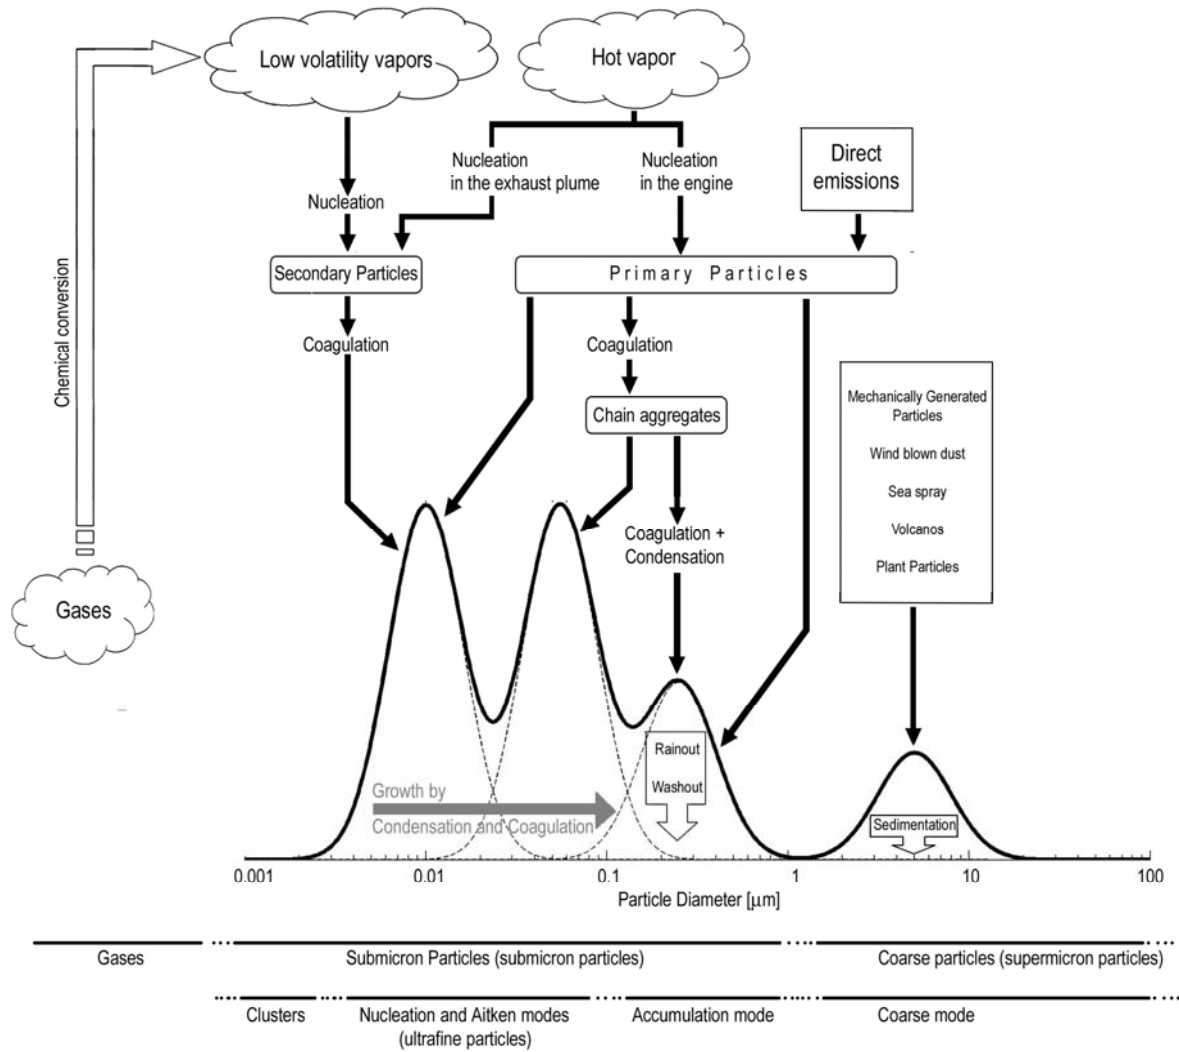 Low volatility vapors
Hot vapor
Direct
emissions
Nucleation
in the exhaust plume
Nucleation
in the engine
Nucleation
Secondary Particles
Primary Particles
Chemical conversion
Coagulation
Coagulation
Chain aggregates
Mechanically Generated
Particles
Wind blown dust
Sea spray
Volcanos
Plant Particles
Coagulation +
Condensation
Gases
Rainout
Washout
Growth by
Condensation and Coagulation
Sedimentation
0.001 0.01 0.1 1 10 100
Particle Diameter [μm]
Gases Submicron Particles (submicron particles) Coarse particles (supermicron particles)
Clusters Nucleation and Aitken modes Accumulation mode Coarse mode
(ultrafine particles)